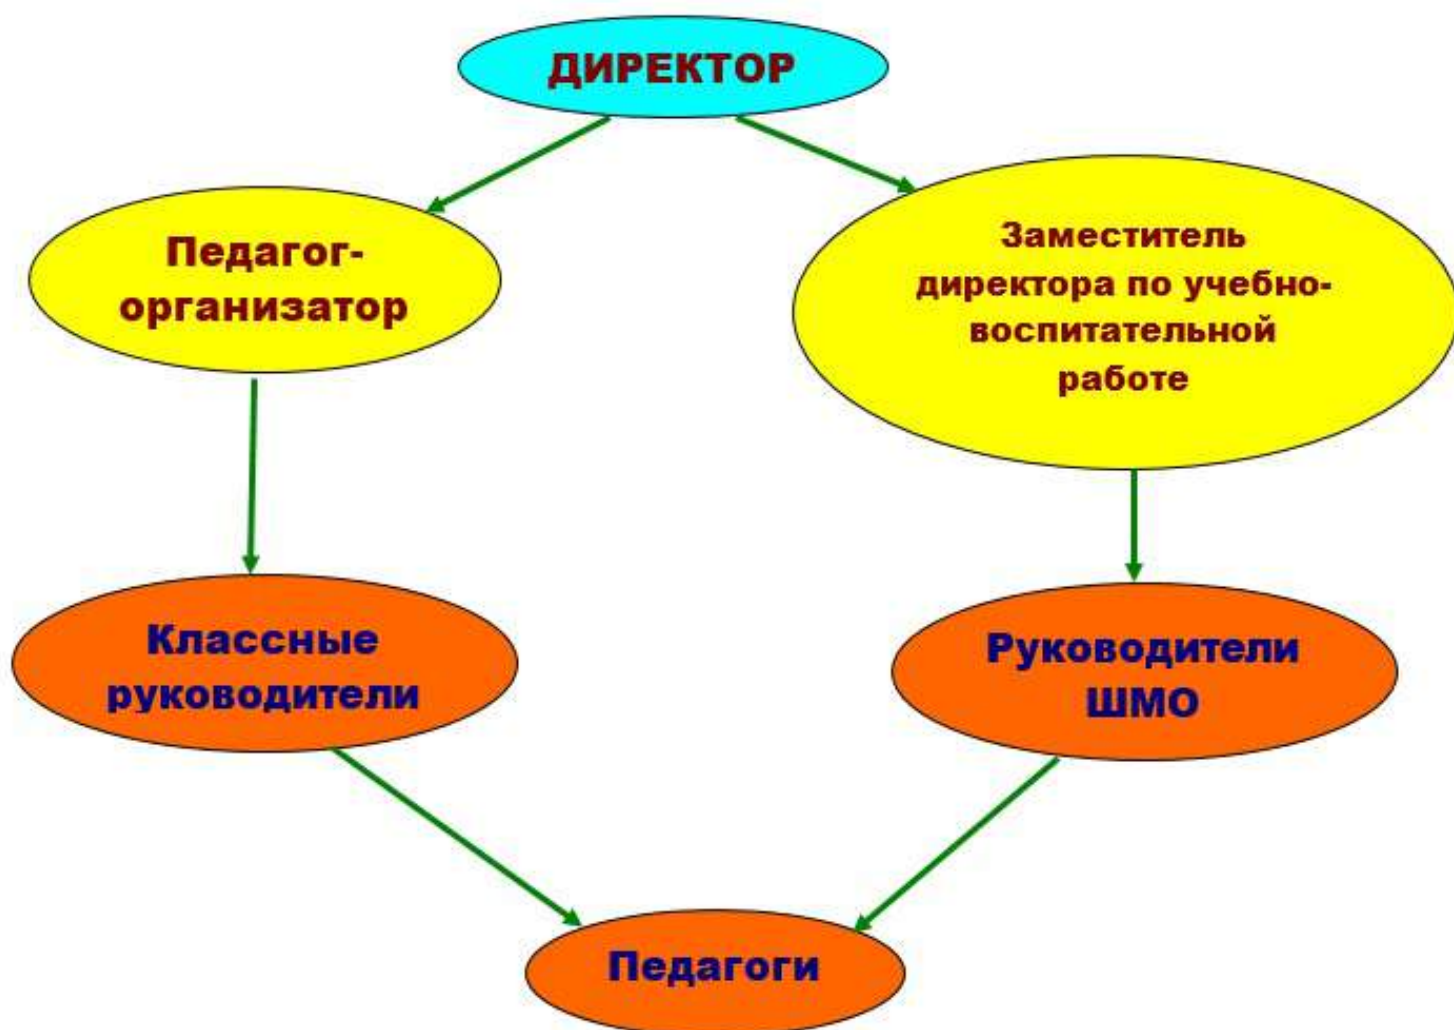 ДИРЕКТОР
Педагог-
организатор
Заместитель
директора по учебно-
воспитательной
работе
Классные
руководители
Руководители
ШМО
Педагоги